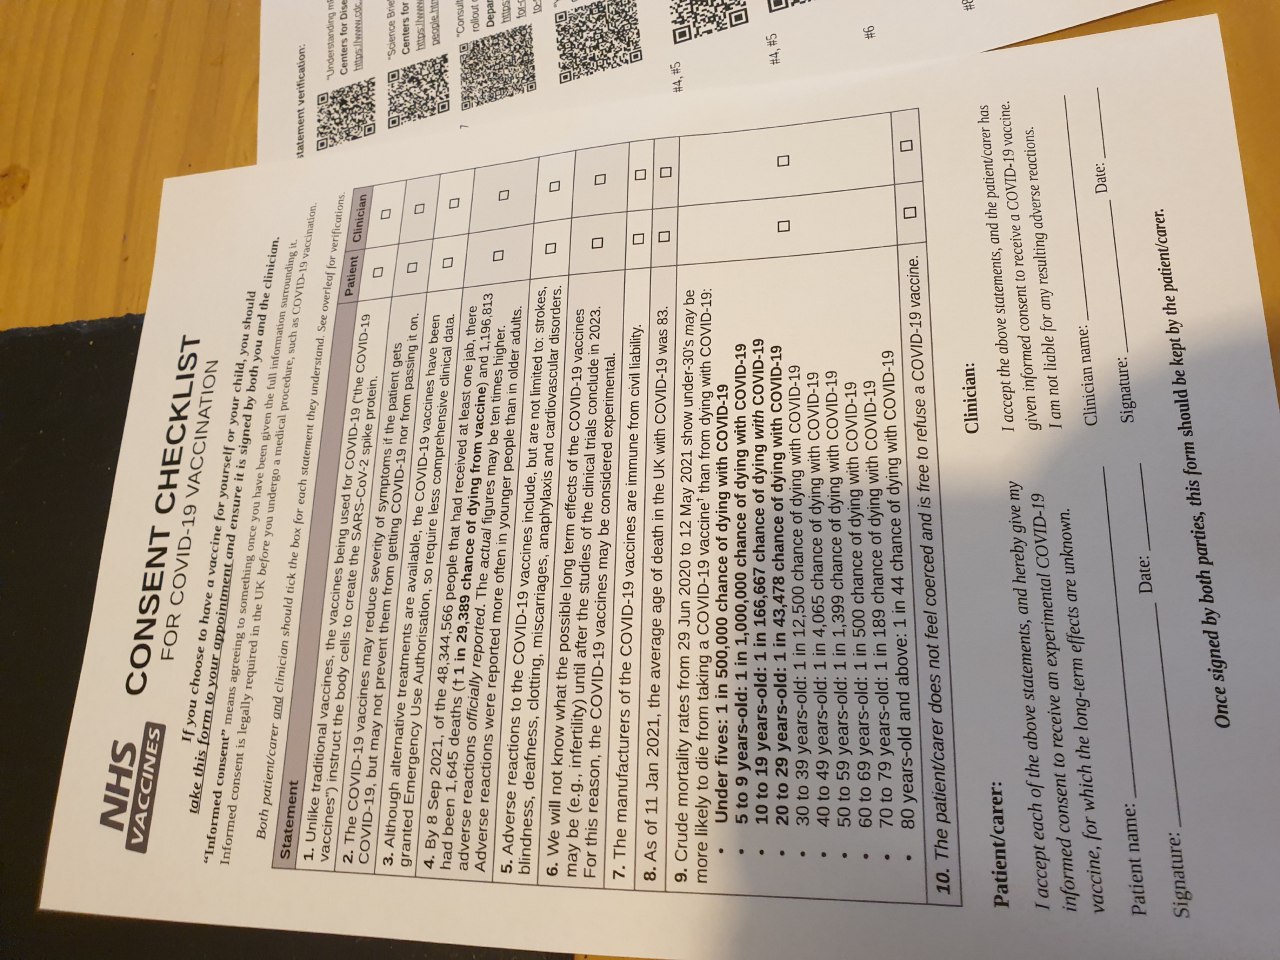 NHS
VACCINES
CONSENT CHECKLIST
FOR COVID-19 VACCINATION
If you choose to have a vaccine for yourself or your child, you should
take this form to your appointment and ensure it is signed by both you and the clinician.
"Informed consent" means agreeing to something once you have been given the full information surrounding it.
Informed consent is legally required in the UK before you undergo a medical procedure, such as COVID-19 vaccination.
Both patient/carer and clinician should tick the box for each statement they understand. See overleaf for verifications.
Statement Patient Clinician
1. Unlike traditional vaccines, the vaccines being used for COVID-19 ("the COVID-19
vaccines") instruct the body cells to create the SARS-CoV-2 spike protein.
2. The COVID-19 vaccines may reduce severity of symptoms if the patient gets
COVID-19, but may not prevent them from getting COVID-19 nor from passing it on.
3. Although alternative treatments are available, the COVID-19 vaccines have been
granted Emergency Use Authorisation, so require less comprehensive clinical data.
4. By 8 Sep 2021, of the 48,344,566 people that had received at least one jab, there
had been 1,645 deaths († 1 in 29,389 chance of dying from vaccine) and 1,196,813
adverse reactions officially reported. The actual figures may be ten times higher.
Adverse reactions were reported more often in younger people than in older adults.
5. Adverse reactions to the COVID-19 vaccines include, but are not limited to: strokes,
blindness, deafness, clotting, miscarriages, anaphylaxis and cardiovascular disorders.
6. We will not know what the possible long term effects of the COVID-19 vaccines
may be (e.g., infertility) until after the studies of the clinical trials conclude in 2023.
For this reason, the COVID-19 vaccines may be considered experimental.
7. The manufacturers of the COVID-19 vaccines are immune from civil liability.
8. As of 11 Jan 2021, the average age of death in the UK with COVID-19 was 83.
9. Crude mortality rates from 29 Jun 2020 to 12 May 2021 show under-30's may be
more likely to die from taking a COVID-19 vaccine† than from dying with COVID-19:
• Under fives: 1 in 500,000 chance of dying with COVID-19
• 5 to 9 years-old: 1 in 1,000,000 chance of dying with COVID-19
• 10 to 19 years-old: 1 in 166,667 chance of dying with COVID-19
• 20 to 29 years-old: 1 in 43,478 chance of dying with COVID-19
• 30 to 39 years-old: 1 in 12,500 chance of dying with COVID-19
• 40 to 49 years-old: 1 in 4,065 chance of dying with COVID-19
• 50 to 59 years-old: 1 in 1,399 chance of dying with COVID-19
• 60 to 69 years-old: 1 in 500 chance of dying with COVID-19
• 70 to 79 years-old: 1 in 189 chance of dying with COVID-19
• 80 years-old and above: 1 in 44 chance of dying with COVID-19
10. The patient/carer does not feel coerced and is free to refuse a COVID-19 vaccine.
Patient/carer:
I accept each of the above statements, and hereby give my
informed consent to receive an experimental COVID-19
vaccine, for which the long-term effects are unknown.
Patient name:
Signature: Date:
Clinician:
I accept the above statements, and the patient/carer has
given informed consent to receive a COVID-19 vaccine.
I am not liable for any resulting adverse reactions.
Clinician name:
Signature: Date:
Once signed by both parties, this form should be kept by the patient/carer.
statement verification:
"Understanding
Centers for Dise
https://www.cdc.
"Science Brie
Centers for
https://www
people.htm
7
"Consult
rollout
Depar
https
for-
to-
#4, #5
#4, #5
#6